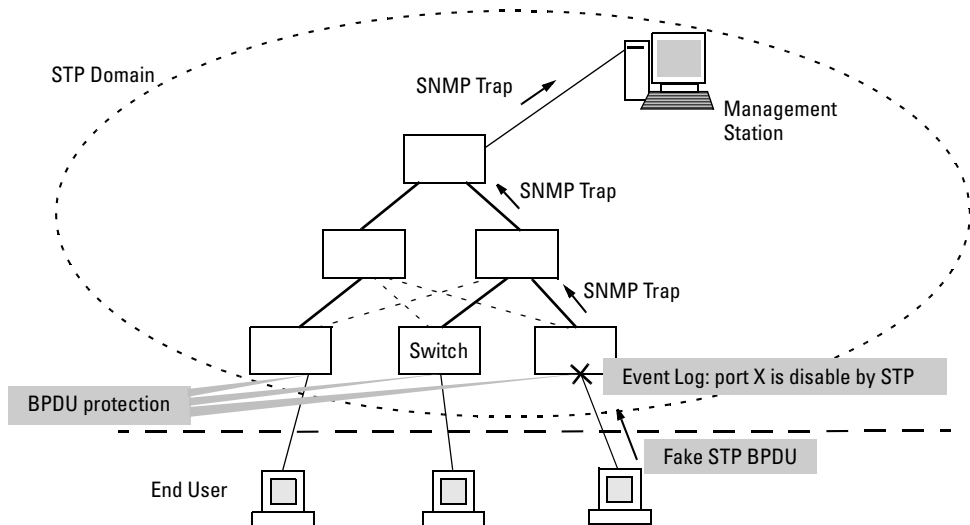 STP Domain
SNMP Trap
Management
Station
SNMP Trap
SNMP Trap
Switch
Event Log: port X is disable by STP
BPDU protection
Fake STP BPDU
End User